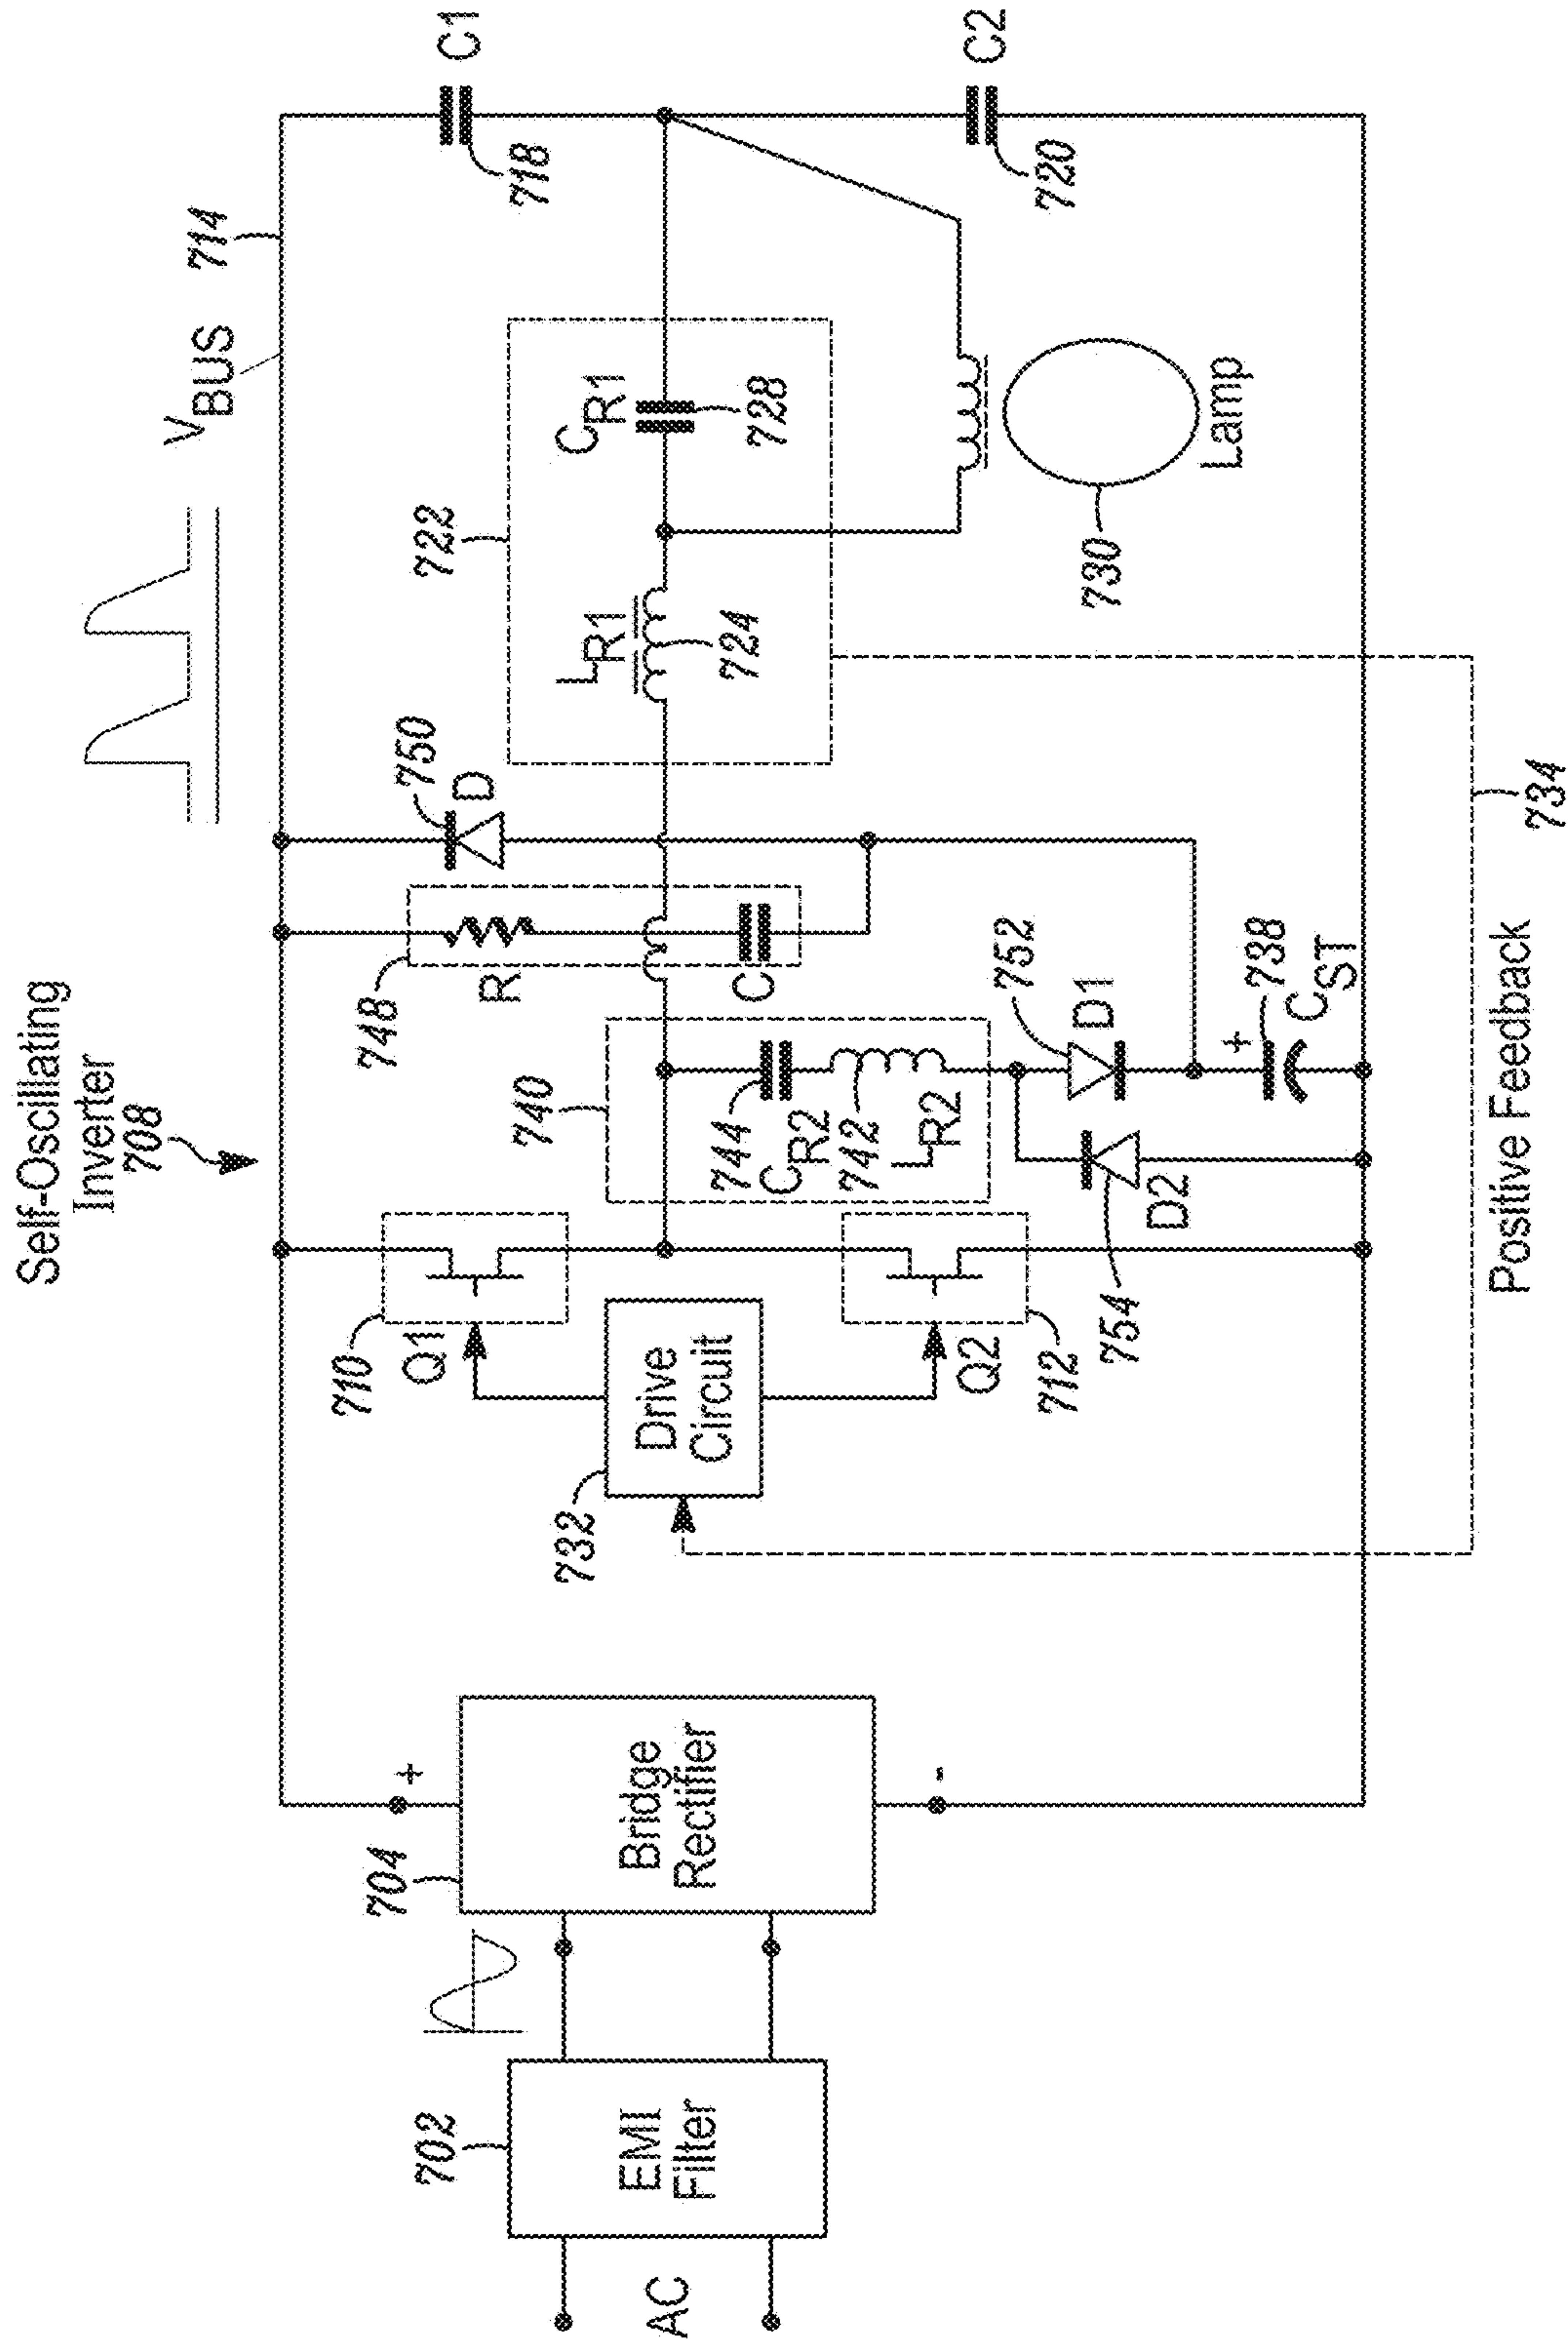 Self-Oscillating
Inverter
708
V BUS
714
AC
EMI
Filter
702
Bridge
Rectifier
704
+
-
710
Q1
Drive
Circuit
732
Q2
712
740
744
C R2
742
L R2
752
D1
754
D2
+
738
C ST
748
R
C
750
D
722
L R1
724
C R1
728
730
Lamp
C1
718
C2
720
734
Positive Feedback